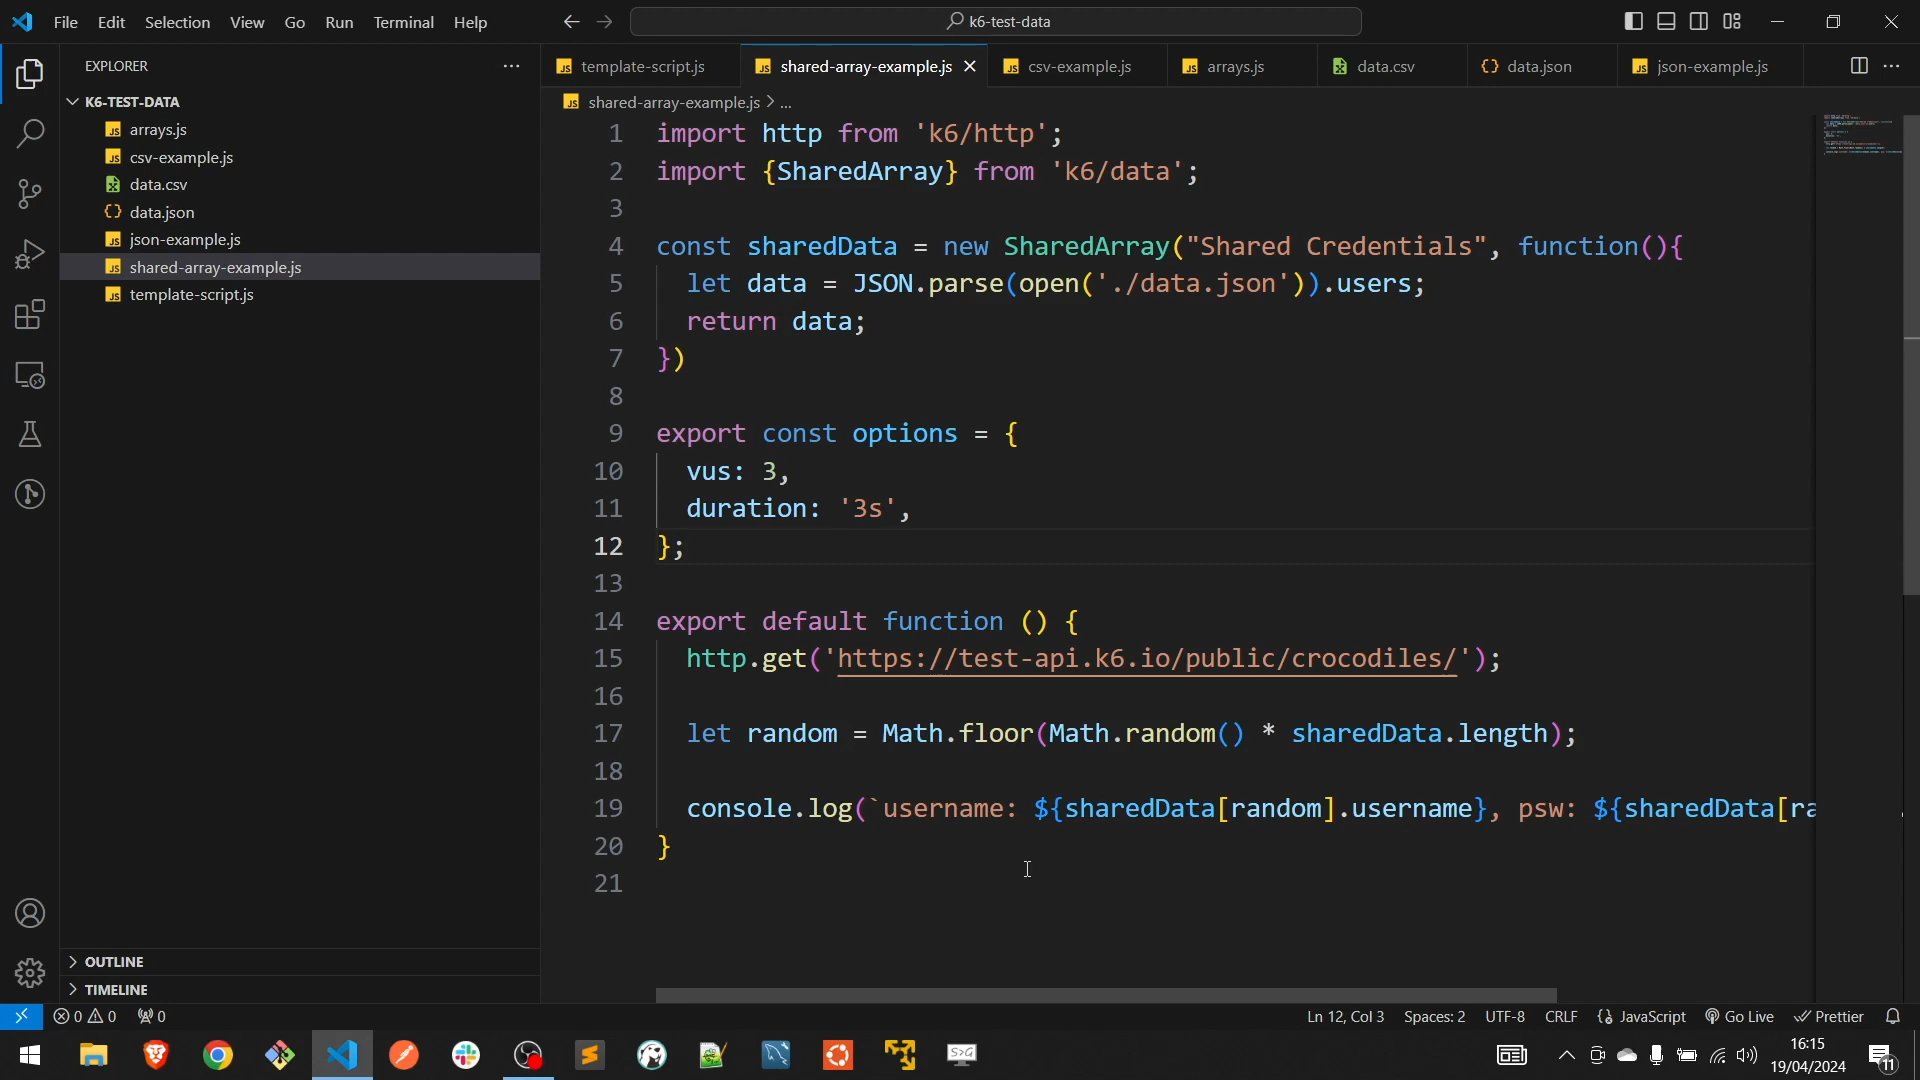 File Edit Selection View Go Run Terminal Help
k6-test-data
EXPLORER
K6-TEST-DATA
arrays.js
csv-example.js
data.csv
data.json
json-example.js
shared-array-example.js
template-script.js
OUTLINE
TIMELINE
template-script.js shared-array-example.js csv-example.js arrays.js data.csv data.json json-example.js
shared-array-example.js > ...
1 import http from 'k6/http';
2 import {SharedArray} from 'k6/data';
3
4 const sharedData = new SharedArray("Shared Credentials", function(){
5 let data = JSON.parse(open('./data.json')).users;
6 return data;
7 })
8
9 export const options = {
10 vus: 3,
11 duration: '3s',
12 };
13
14 export default function () {
15 http.get('https://test-api.k6.io/public/crocodiles/');
16
17 let random = Math.floor(Math.random() * sharedData.length);
18
19 console.log(`username: ${sharedData[random].username}, psw: ${sharedData[ra
20 }
21
0 0 0 Ln 12, Col 3 Spaces: 2 UTF-8 CRLF JavaScript Go Live Prettier
S>G 16:15
19/04/2024 11